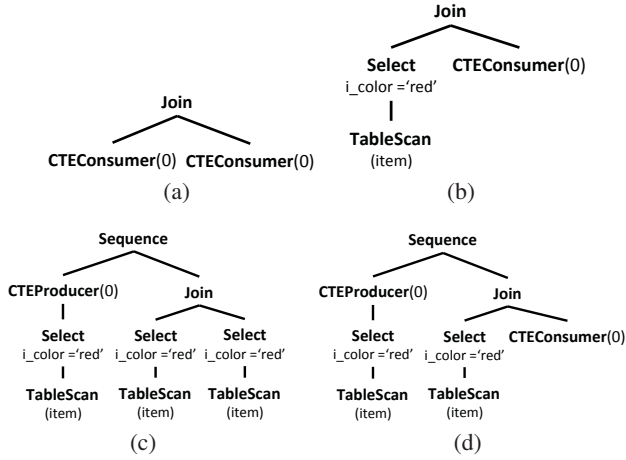 Join
CTEConsumer(0) CTEConsumer(0)
(a)
Join
Select CTEConsumer(0)
i_color ='red'
TableScan
(item)
(b)
Sequence
CTEProducer(0) Join
Select Select Select
i_color ='red' i_color ='red' i_color ='red'
TableScan TableScan TableScan
(item) (item) (item)
(c)
Sequence
CTEProducer(0) Join
Select Select CTEConsumer(0)
i_color ='red' i_color ='red'
TableScan TableScan
(item) (item)
(d)